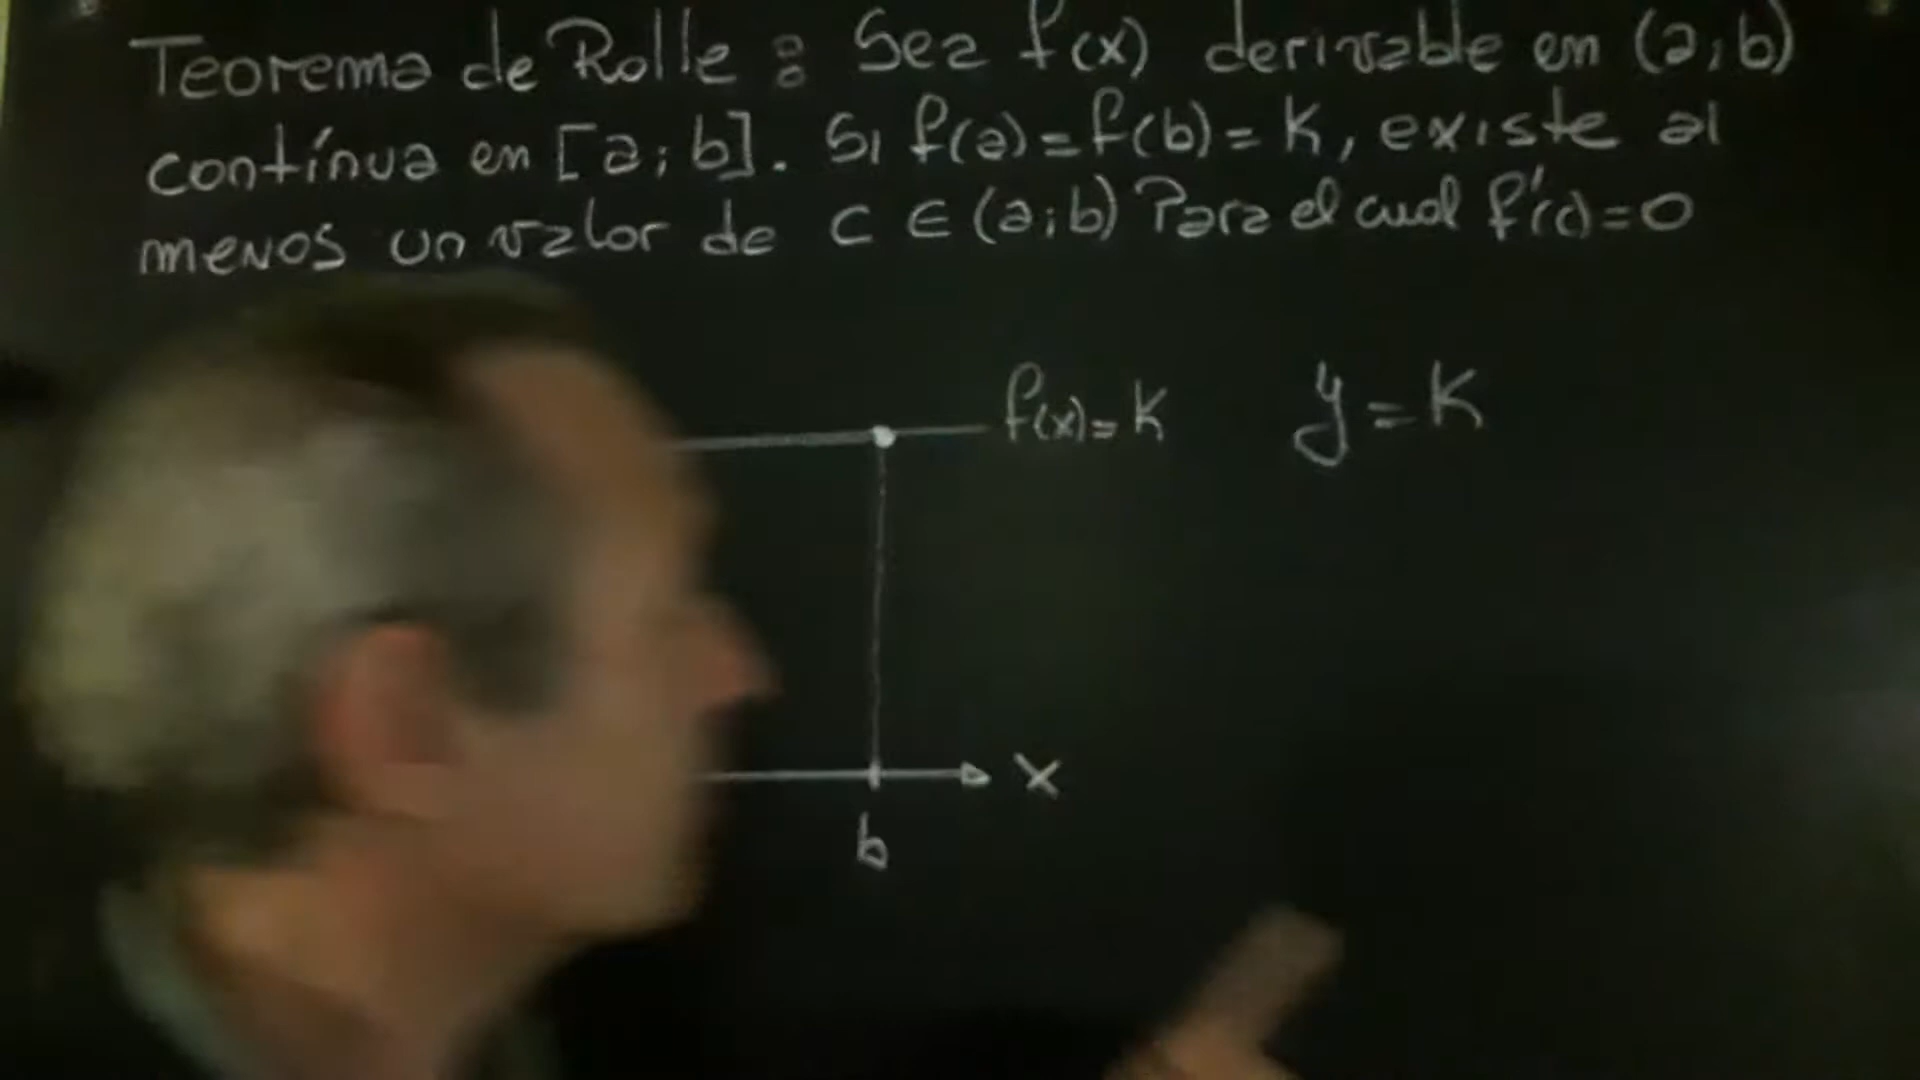 Teorema de Rolle : Sea f(x) derivable en (a;b)
contínua en [a;b]. Si f(a)=f(b)=K, existe al
menos un valor de c ∈ (a;b) Para el cual f'(c)=0
f(x)=K y=K
x
b